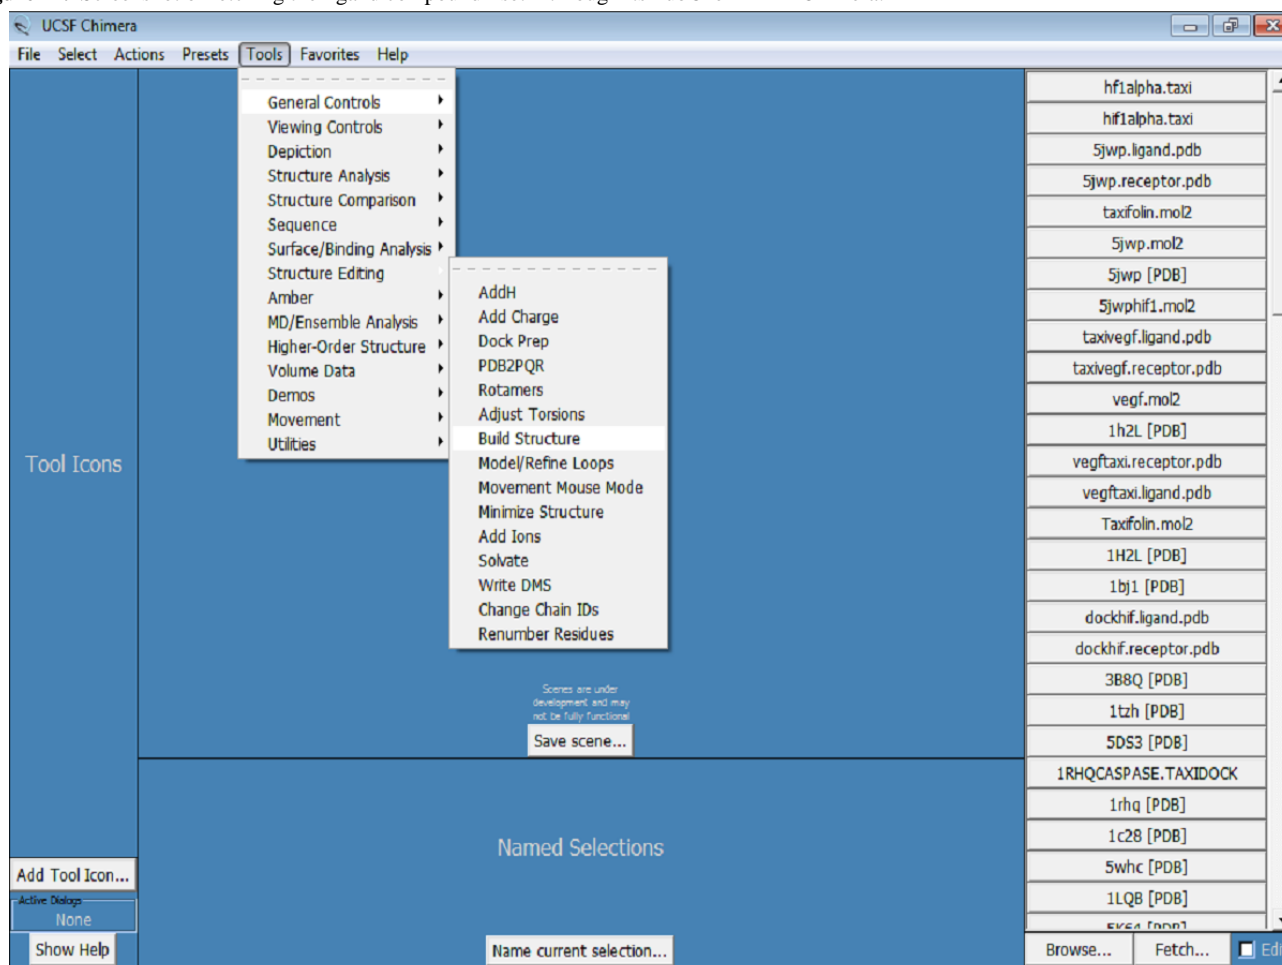 UCSF Chimera
File Select Actions Presets Tools Favorites Help
General Controls
Viewing Controls
Depiction
Structure Analysis
Structure Comparison
Sequence
Surface/Binding Analysis
Structure Editing
Amber
MD/Ensemble Analysis
Higher-Order Structure
Volume Data
Demos
Movement
Utilities
AddH
Add Charge
Dock Prep
PDB2PQR
Rotamers
Adjust Torsions
Build Structure
Model/Refine Loops
Movement Mouse Mode
Minimize Structure
Add Ions
Solvate
Write DMS
Change Chain IDs
Renumber Residues
Tool Icons
Scenes are under
development and may
not be fully functional
Save scene...
Named Selections
Add Tool Icon...
Active Dialogs
None
Show Help
Name current selection...
hf1alpha.taxi
hif1alpha.taxi
5jwp.ligand.pdb
5jwp.receptor.pdb
taxifolin.mol2
5jwp.mol2
5jwp [PDB]
5jwphif1.mol2
taxivegf.ligand.pdb
taxivegf.receptor.pdb
vegf.mol2
1h2L [PDB]
vegftaxi.receptor.pdb
vegftaxi.ligand.pdb
Taxifolin.mol2
1H2L [PDB]
1bj1 [PDB]
dockhif.ligand.pdb
dockhif.receptor.pdb
3B8Q [PDB]
1tzh [PDB]
5DS3 [PDB]
1RHQCASPASE.TAXIDOCK
1rhq [PDB]
1c28 [PDB]
5whc [PDB]
1LQB [PDB]
Browse... Fetch...